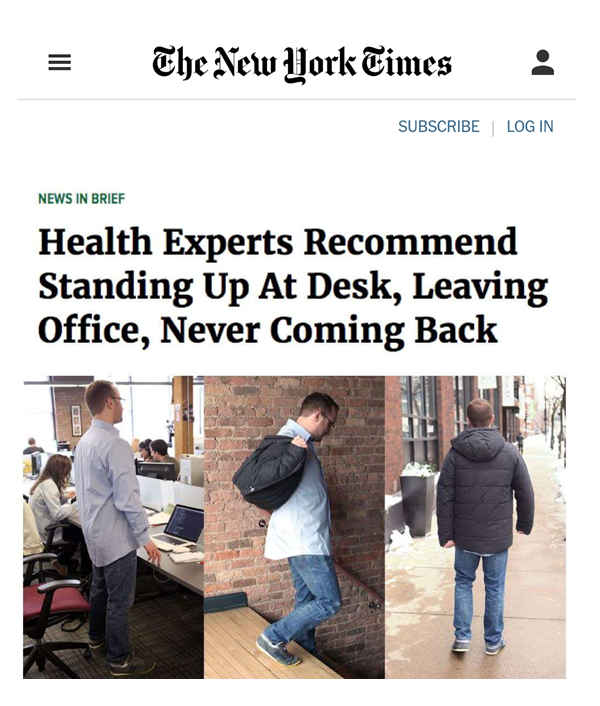 The New York Times
SUBSCRIBE | LOG IN
NEWS IN BRIEF
Health Experts Recommend
Standing Up At Desk, Leaving
Office, Never Coming Back